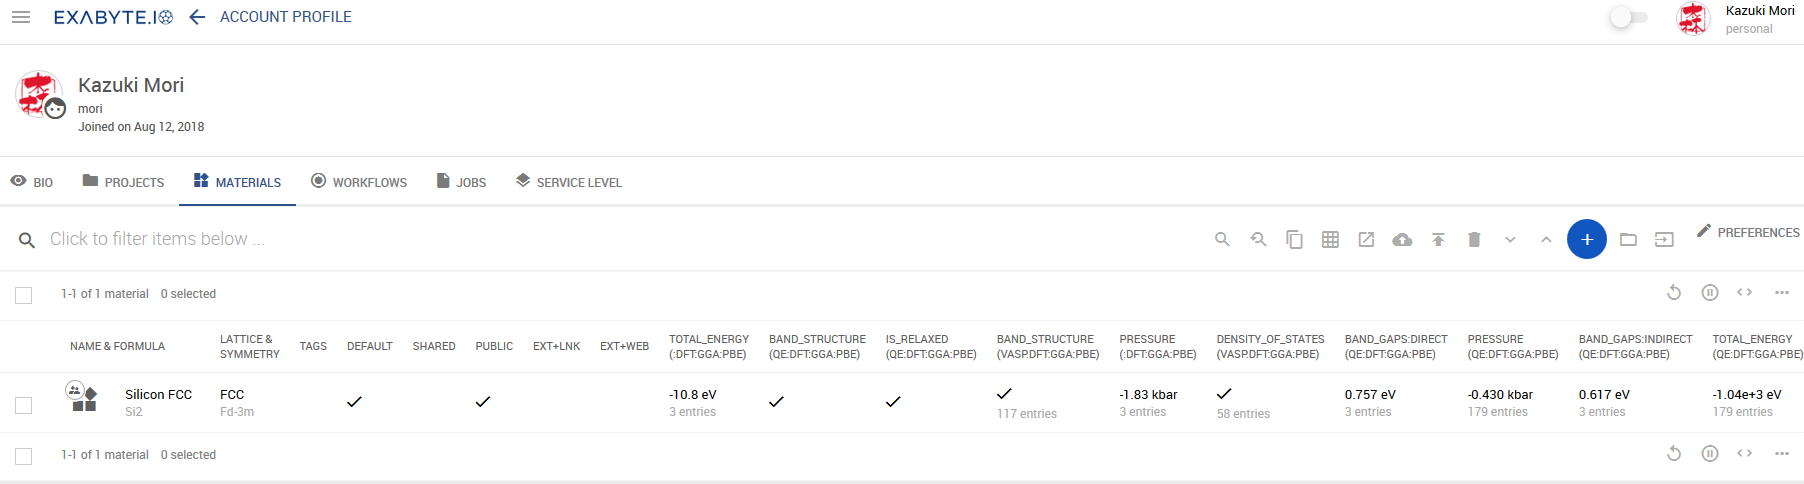 EXABYTE.IO ACCOUNT PROFILE
Kazuki Mori
personal
Kazuki Mori
mori
Joined on Aug 12, 2018
BIO PROJECTS MATERIALS WORKFLOWS JOBS SERVICE LEVEL
Click to filter items below ...
PREFERENCES
1-1 of 1 material 0 selected
NAME & FORMULA LATTICE & SYMMETRY TAGS DEFAULT SHARED PUBLIC EXT+LNK EXT+WEB TOTAL_ENERGY (:DFT:GGA:PBE) BAND_STRUCTURE (QE:DFT:GGA:PBE) IS_RELAXED (QE:DFT:GGA:PBE) BAND_STRUCTURE (VASP:DFT:GGA:PBE) PRESSURE (:DFT:GGA:PBE) DENSITY_OF_STATES (VASP:DFT:GGA:PBE) BAND_GAPS:DIRECT (QE:DFT:GGA:PBE) PRESSURE (QE:DFT:GGA:PBE) BAND_GAPS:INDIRECT (QE:DFT:GGA:PBE) TOTAL_ENERGY (QE:DFT:GGA:PBE)
Silicon FCC FCC -10.8 eV -1.83 kbar 0.757 eV -0.430 kbar 0.617 eV -1.04e+3 eV
Si2 Fd-3m 3 entries 117 entries 3 entries 58 entries 3 entries 179 entries 3 entries 179 entries
1-1 of 1 material 0 selected